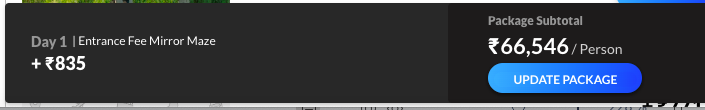 Day 1 | Entrance Fee Mirror Maze
+ ₹835
Package Subtotal
₹66,546 / Person
UPDATE PACKAGE